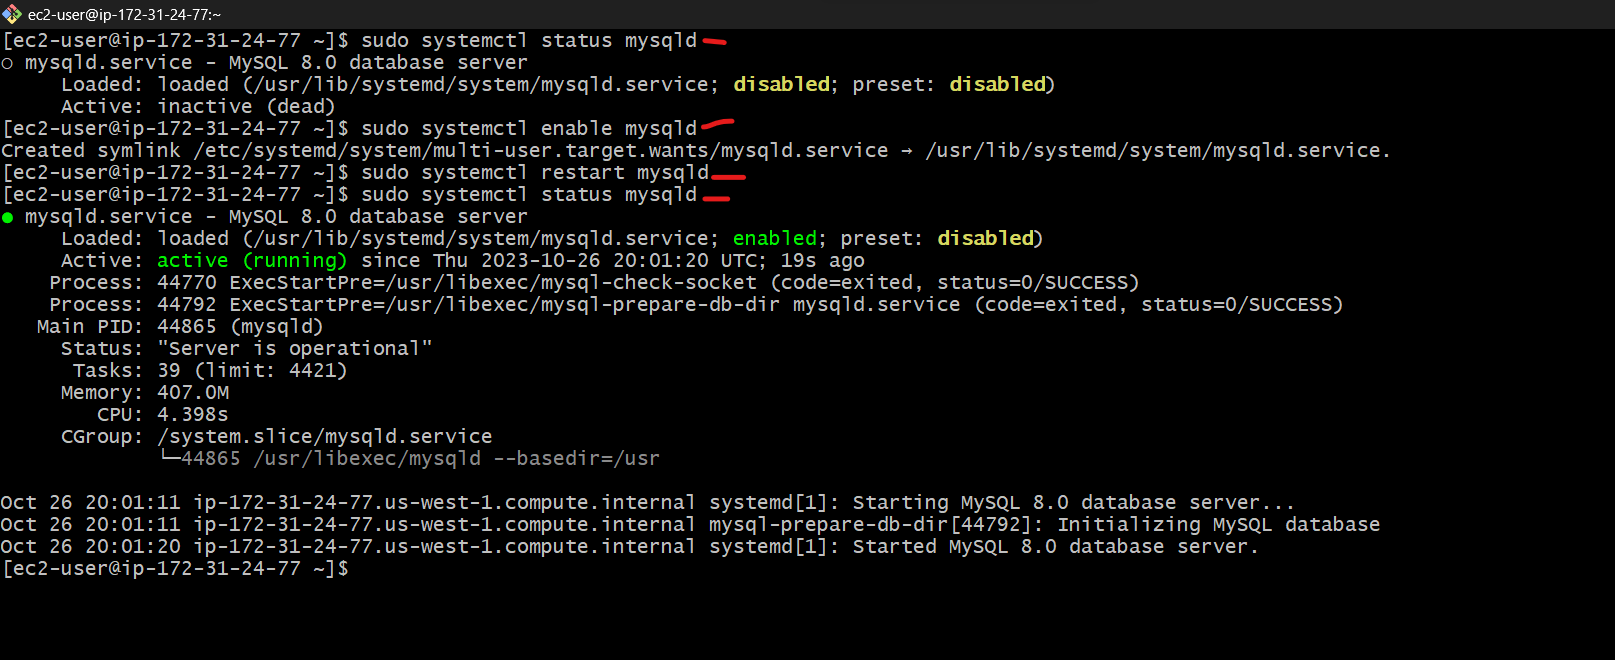 ec2-user@ip-172-31-24-77:~
[ec2-user@ip-172-31-24-77 ~]$ sudo systemctl status mysqld
○ mysqld.service - MySQL 8.0 database server
     Loaded: loaded (/usr/lib/systemd/system/mysqld.service; disabled; preset: disabled)
     Active: inactive (dead)
[ec2-user@ip-172-31-24-77 ~]$ sudo systemctl enable mysqld
Created symlink /etc/systemd/system/multi-user.target.wants/mysqld.service → /usr/lib/systemd/system/mysqld.service.
[ec2-user@ip-172-31-24-77 ~]$ sudo systemctl restart mysqld
[ec2-user@ip-172-31-24-77 ~]$ sudo systemctl status mysqld
● mysqld.service - MySQL 8.0 database server
     Loaded: loaded (/usr/lib/systemd/system/mysqld.service; enabled; preset: disabled)
     Active: active (running) since Thu 2023-10-26 20:01:20 UTC; 19s ago
    Process: 44770 ExecStartPre=/usr/libexec/mysql-check-socket (code=exited, status=0/SUCCESS)
    Process: 44792 ExecStartPre=/usr/libexec/mysql-prepare-db-dir mysqld.service (code=exited, status=0/SUCCESS)
   Main PID: 44865 (mysqld)
     Status: "Server is operational"
      Tasks: 39 (limit: 4421)
     Memory: 407.0M
        CPU: 4.398s
     CGroup: /system.slice/mysqld.service
             └─44865 /usr/libexec/mysqld --basedir=/usr
Oct 26 20:01:11 ip-172-31-24-77.us-west-1.compute.internal systemd[1]: Starting MySQL 8.0 database server...
Oct 26 20:01:11 ip-172-31-24-77.us-west-1.compute.internal mysql-prepare-db-dir[44792]: Initializing MySQL database
Oct 26 20:01:20 ip-172-31-24-77.us-west-1.compute.internal systemd[1]: Started MySQL 8.0 database server.
[ec2-user@ip-172-31-24-77 ~]$